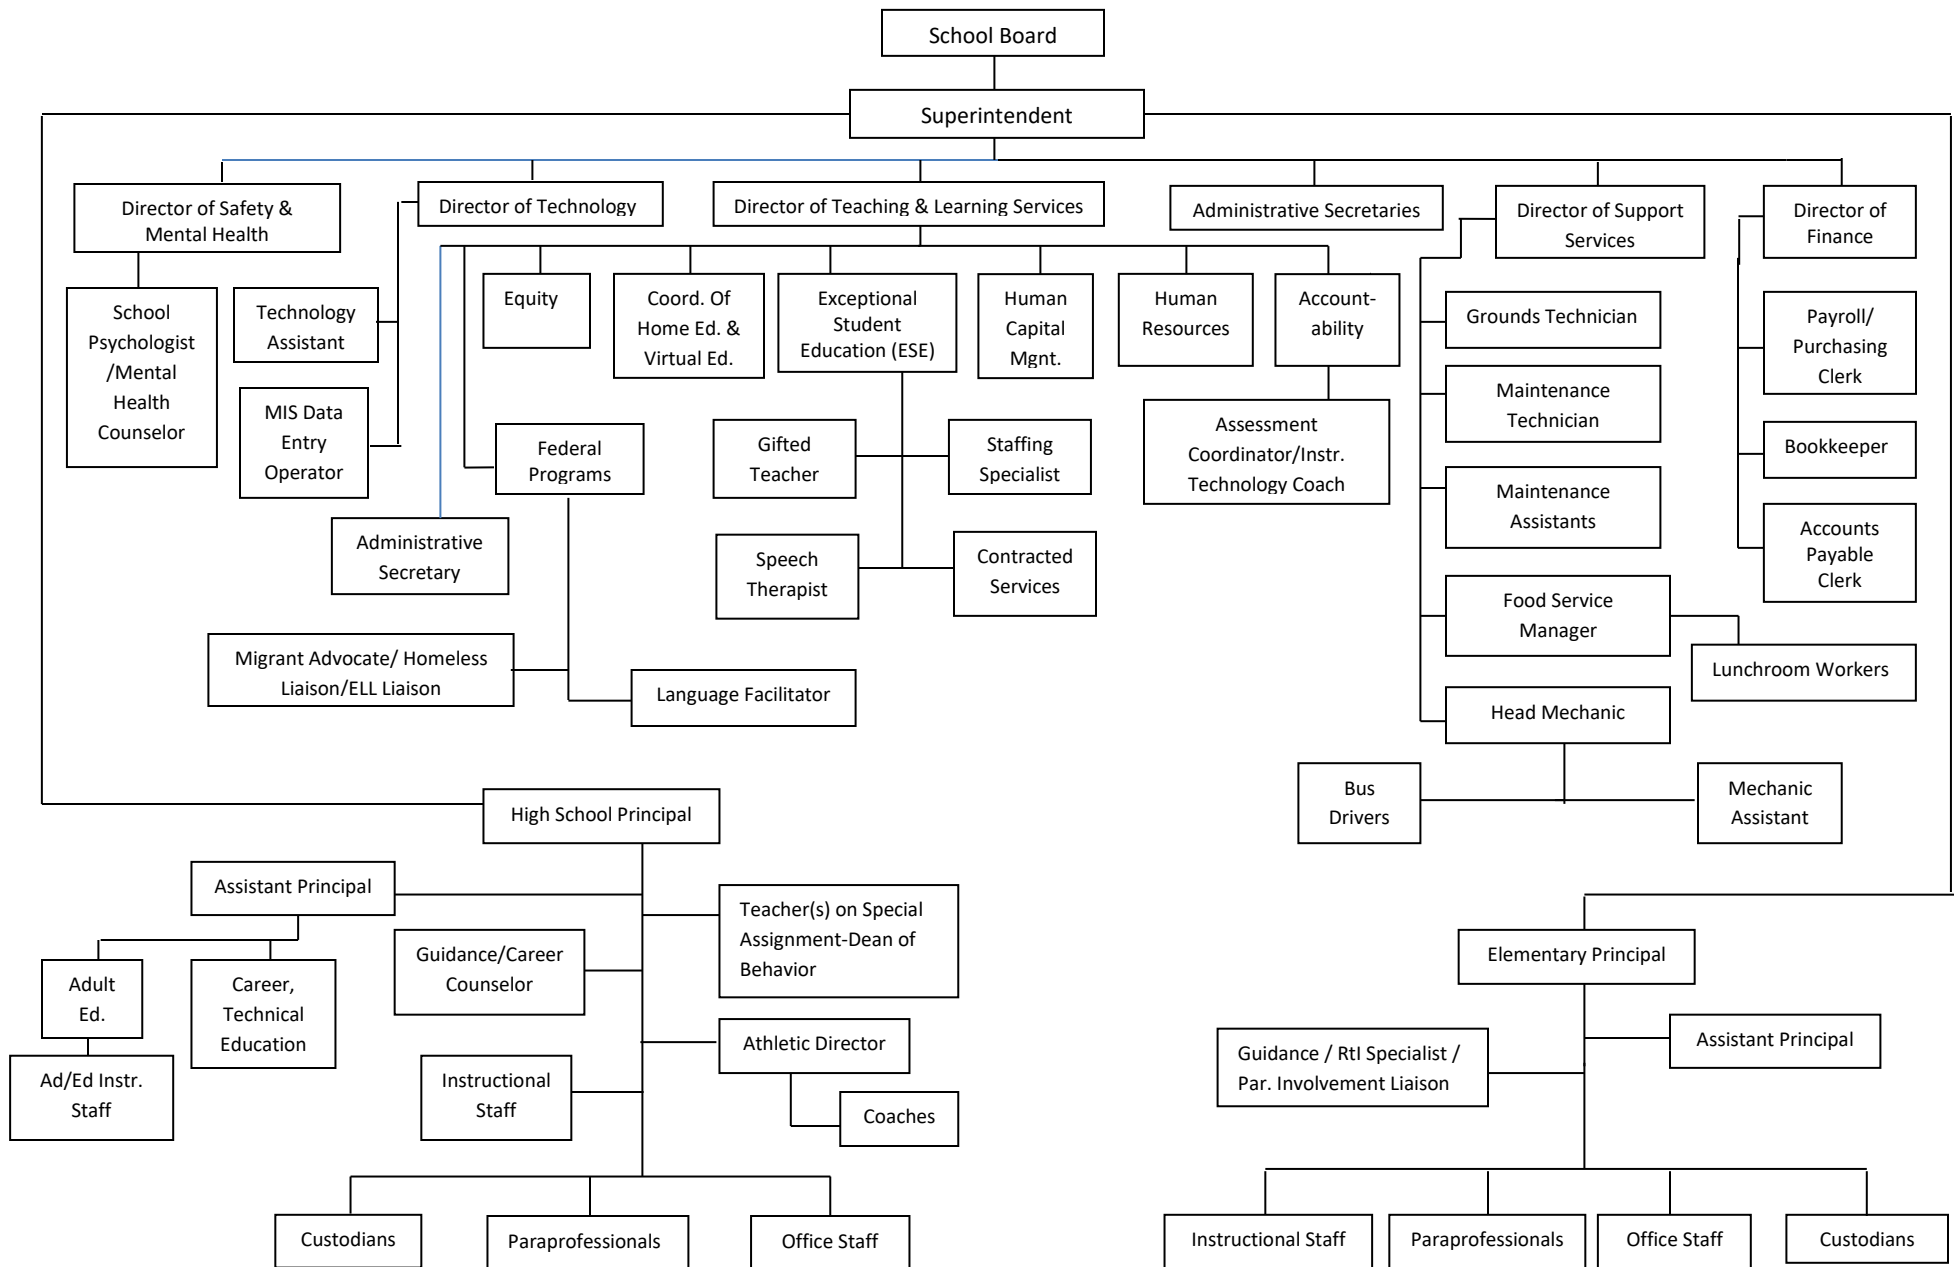 School Board
Superintendent
Director of Safety &
Mental Health
Director of Technology
Director of Teaching & Learning Services
Administrative Secretaries
Director of Support
Services
Director of
Finance
School
Psychologist
/Mental
Health
Counselor
Technology
Assistant
MIS Data
Entry
Operator
Equity
Coord. Of
Home Ed. &
Virtual Ed.
Exceptional
Student
Education (ESE)
Human
Capital
Mgnt.
Human
Resources
Account-
ability
Grounds Technician
Payroll/
Purchasing
Clerk
Maintenance
Technician
Federal
Programs
Gifted
Teacher
Staffing
Specialist
Assessment
Coordinator/Instr.
Technology Coach
Bookkeeper
Maintenance
Assistants
Accounts
Payable
Clerk
Administrative
Secretary
Speech
Therapist
Contracted
Services
Food Service
Manager
Migrant Advocate/ Homeless
Liaison/ELL Liaison
Language Facilitator
Lunchroom Workers
Head Mechanic
Bus
Drivers
Mechanic
Assistant
High School Principal
Assistant Principal
Teacher(s) on Special
Assignment-Dean of
Behavior
Guidance/Career
Counselor
Adult
Ed.
Career,
Technical
Education
Elementary Principal
Athletic Director
Assistant Principal
Guidance / RtI Specialist /
Par. Involvement Liaison
Ad/Ed Instr.
Staff
Instructional
Staff
Coaches
Custodians
Paraprofessionals
Office Staff
Instructional Staff
Paraprofessionals
Office Staff
Custodians